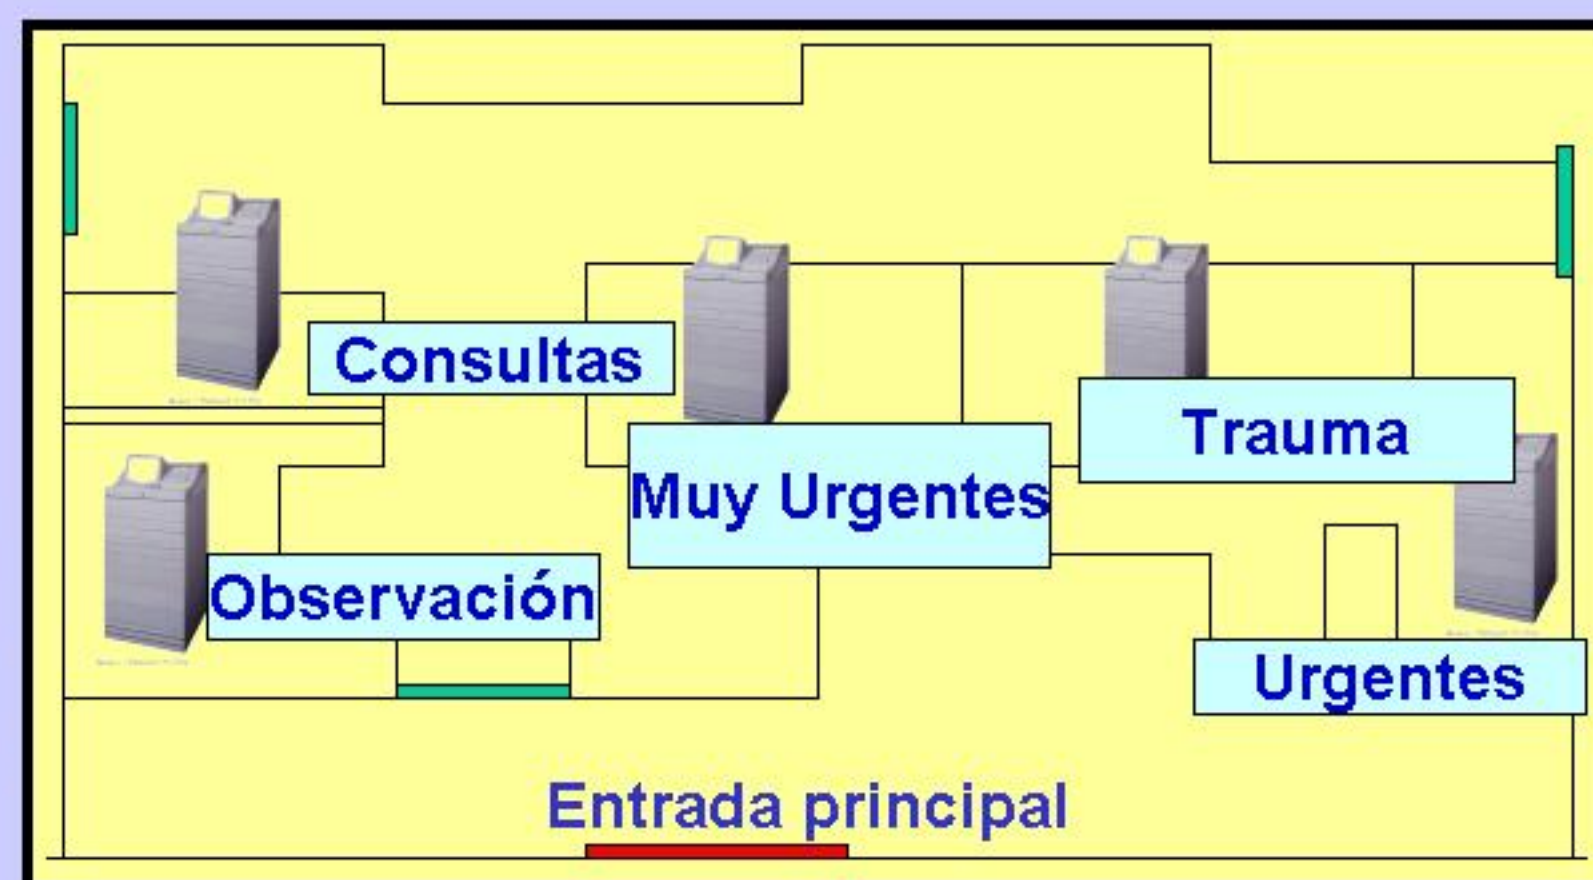 Consultas
Trauma
Muy Urgentes
Observación
Urgentes
Entrada principal